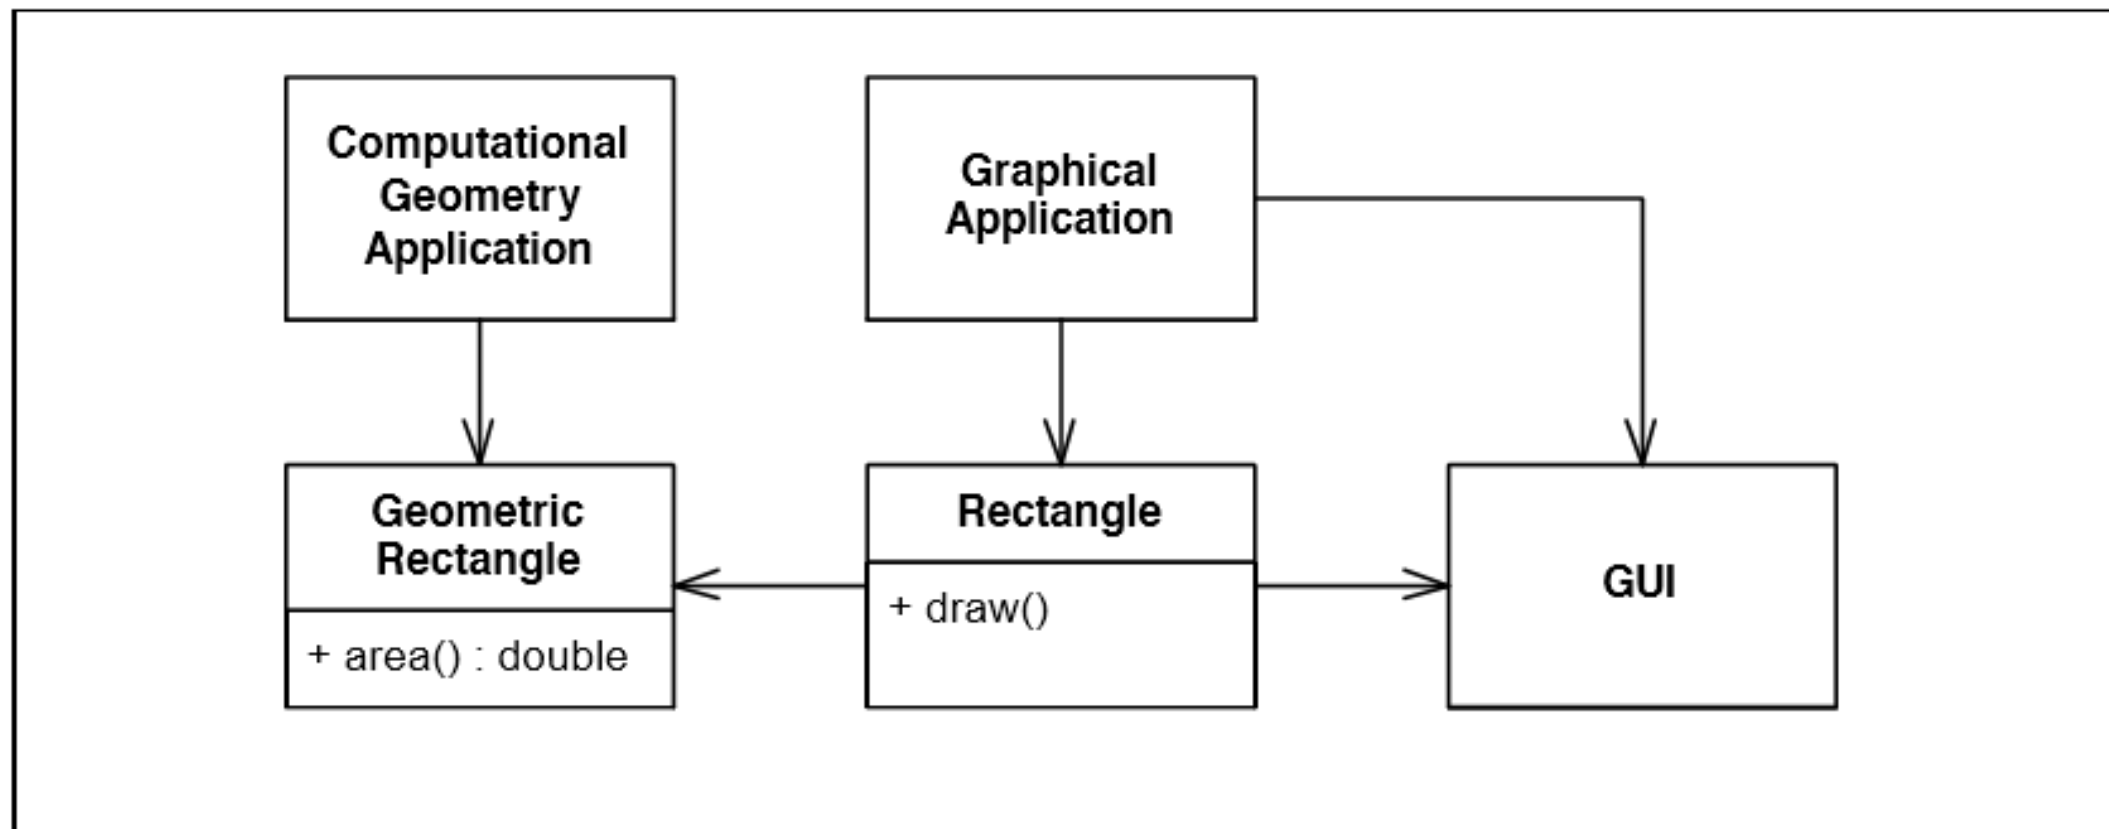 Computational
Geometry
Application
Graphical
Application
Geometric
Rectangle
+ area() : double
Rectangle
+ draw()
GUI